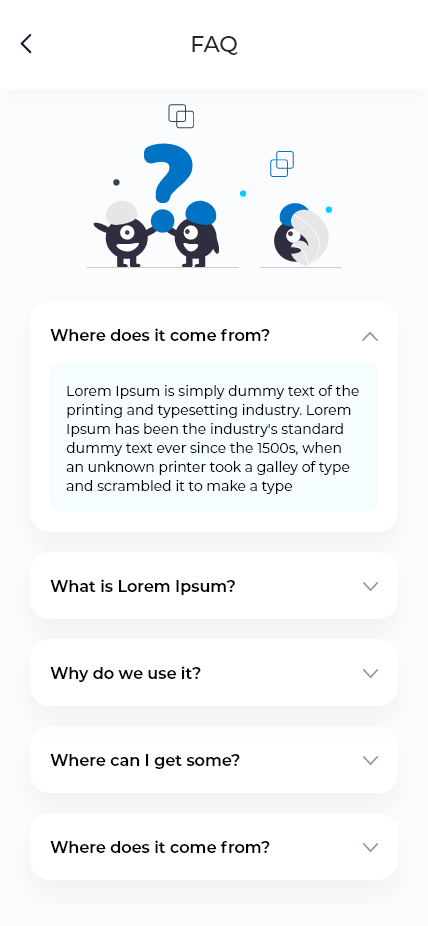 FAQ
Where does it come from?
Lorem Ipsum is simply dummy text of the
printing and typesetting industry. Lorem
Ipsum has been the industry's standard
dummy text ever since the 1500s, when
an unknown printer took a galley of type
and scrambled it to make a type
What is Lorem Ipsum?
Why do we use it?
Where can I get some?
Where does it come from?